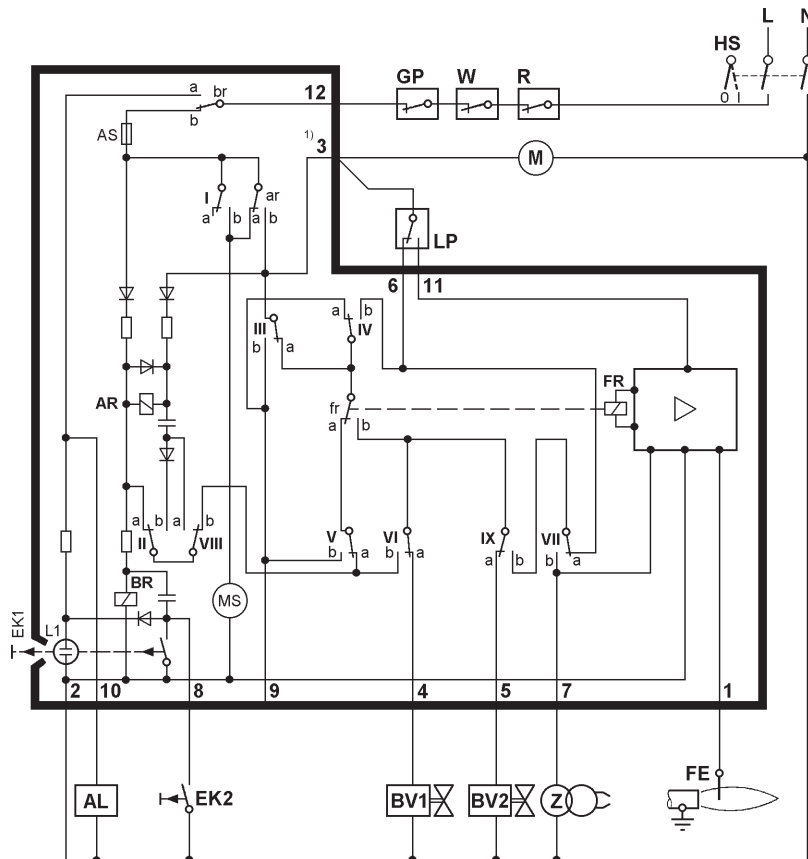 L N
HS
0 I
GP W R
12
a br
b
AS
1) 3
M
I
ar
a b a b
LP
6 11
III
b a
a b
IV
AR
fr
a b
FR
a b a b
II VIII
V
b a
VI
b a
IX
a b
VII
b a
BR
MS
EK1
L1
2 10 8 9 4 5 7 1
AL
EK2
BV1
BV2
Z
FE